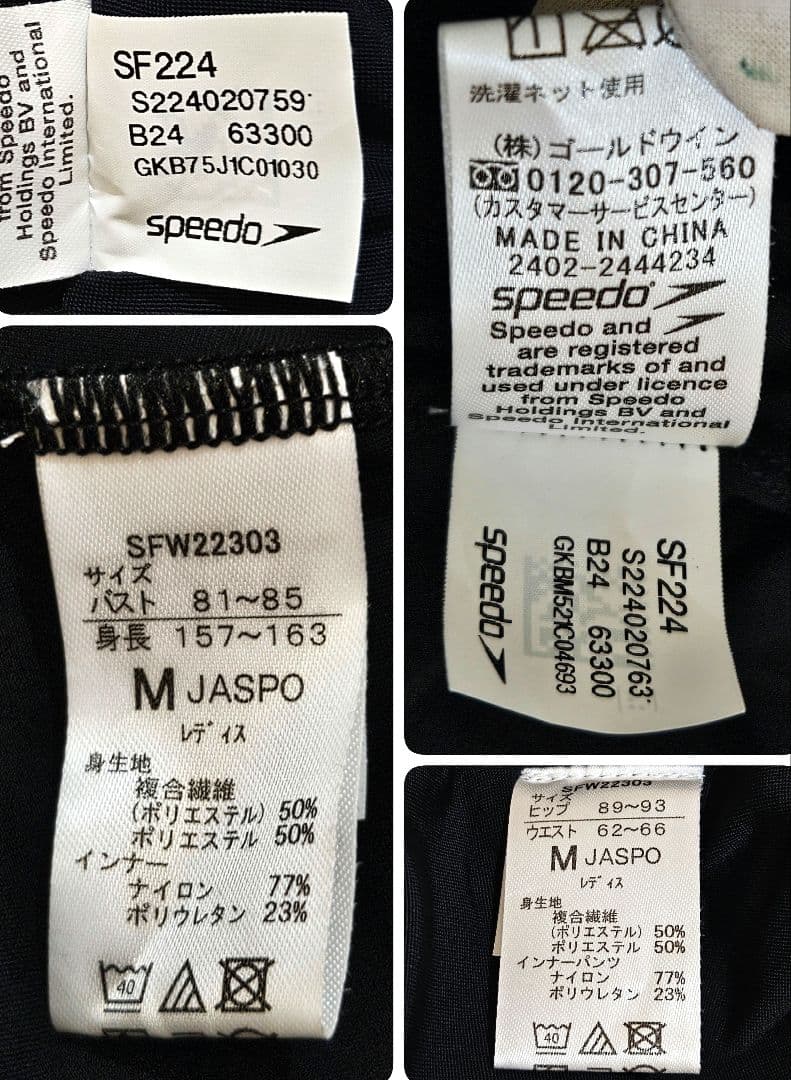 from Speedo
Holdings BV and
Speedo International
Limited.
SF224
S224020759
B24 63300
GKB75J1C01030
speedo
洗濯ネット使用
(株)ゴールドウイン
0120-307-560
(カスタマーサービスセンター)
MADE IN CHINA
2402-2444234
speedo
Speedo and
are registered
trademarks of and
used under licence
from Speedo
Holdings BV and
Speedo International
Limited.
SF224
S224020763
B24 63300
GKBM521C04693
speedo
SFW22303
サイズ
バスト 81~85
身長 157~163
M JASPO
レディス
身生地
複合繊維
(ポリエステル) 50%
ポリエステル 50%
インナー
ナイロン 77%
ポリウレタン 23%
40
SFW22303
サイズ
ヒップ 89~93
ウエスト 62~66
M JASPO
レディス
身生地
複合繊維
(ポリエステル) 50%
ポリエステル 50%
インナーパンツ
ナイロン 77%
ポリウレタン 23%
40